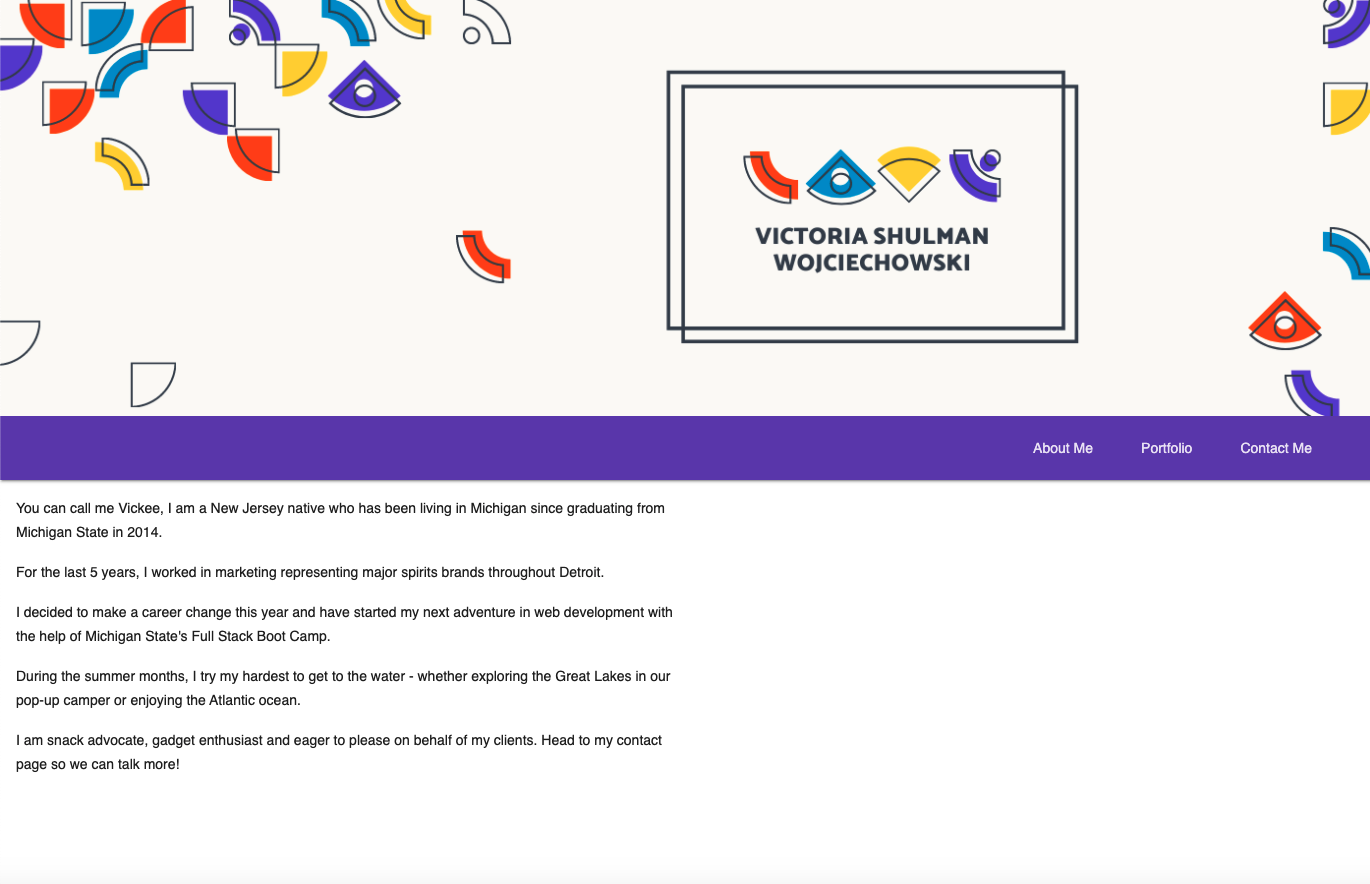 VICTORIA SHULMAN
WOJCIECHOWSKI
About Me
Portfolio
Contact Me
You can call me Vickee, I am a New Jersey native who has been living in Michigan since graduating from
Michigan State in 2014.
For the last 5 years, I worked in marketing representing major spirits brands throughout Detroit.
I decided to make a career change this year and have started my next adventure in web development with
the help of Michigan State's Full Stack Boot Camp.
During the summer months, I try my hardest to get to the water - whether exploring the Great Lakes in our
pop-up camper or enjoying the Atlantic ocean.
I am snack advocate, gadget enthusiast and eager to please on behalf of my clients. Head to my contact
page so we can talk more!